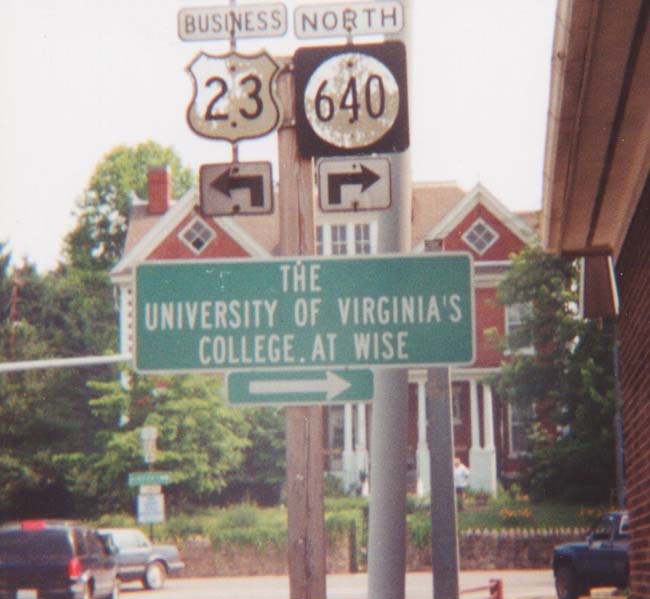 BUSINESS
NORTH
23
640
THE
UNIVERSITY OF VIRGINIA'S
COLLEGE AT WISE